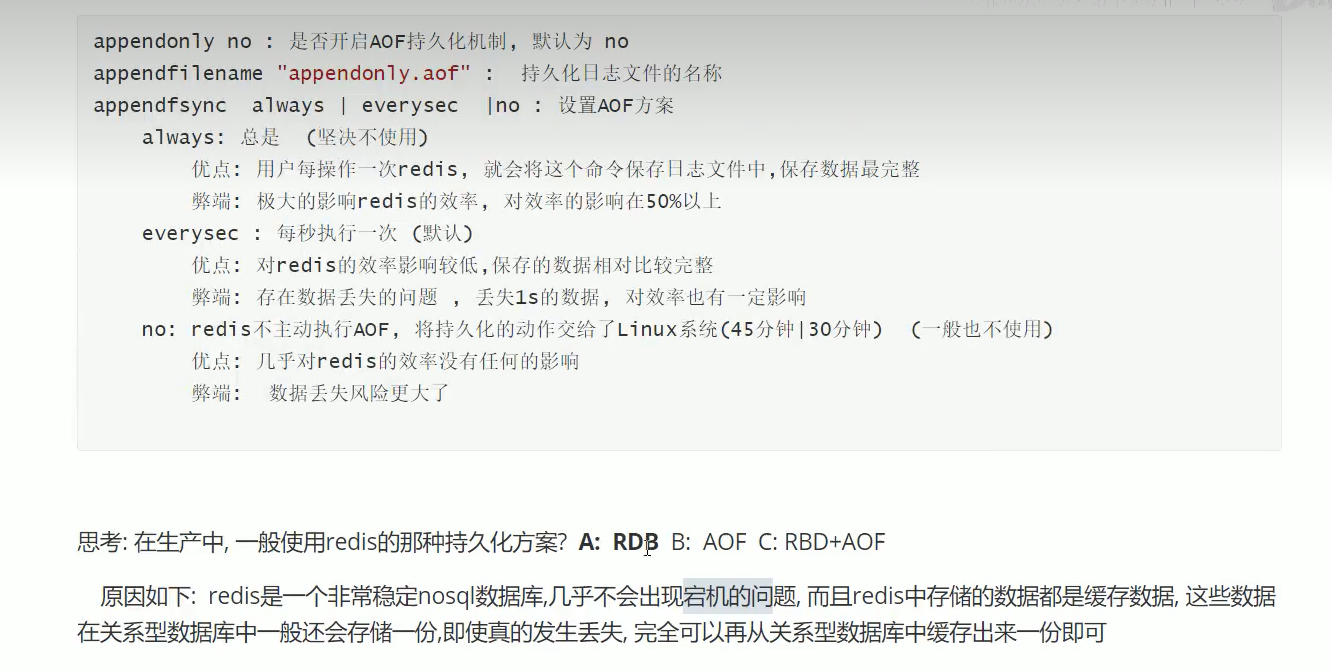 appendonly no : 是否开启AOF持久化机制, 默认为 no
appendfilename "appendonly.aof" : 持久化日志文件的名称
appendfsync always | everysec |no : 设置AOF方案
always: 总是 (坚决不使用)
优点: 用户每操作一次redis, 就会将这个命令保存日志文件中,保存数据最完整
弊端: 极大的影响redis的效率, 对效率的影响在50%以上
everysec : 每秒执行一次 (默认)
优点: 对redis的效率影响较低,保存的数据相对比较完整
弊端: 存在数据丢失的问题 , 丢失1s的数据, 对效率也有一定影响
no: redis不主动执行AOF, 将持久化的动作交给了Linux系统(45分钟|30分钟) (一般也不使用)
优点: 几乎对redis的效率没有任何的影响
弊端: 数据丢失风险更大了
思考: 在生产中, 一般使用redis的那种持久化方案? A: RDB B: AOF C: RBD+AOF
原因如下: redis是一个非常稳定nosql数据库,几乎不会出现宕机的问题, 而且redis中存储的数据都是缓存数据, 这些数据
在关系型数据库中一般还会存储一份,即使真的发生丢失, 完全可以再从关系型数据库中缓存出来一份即可